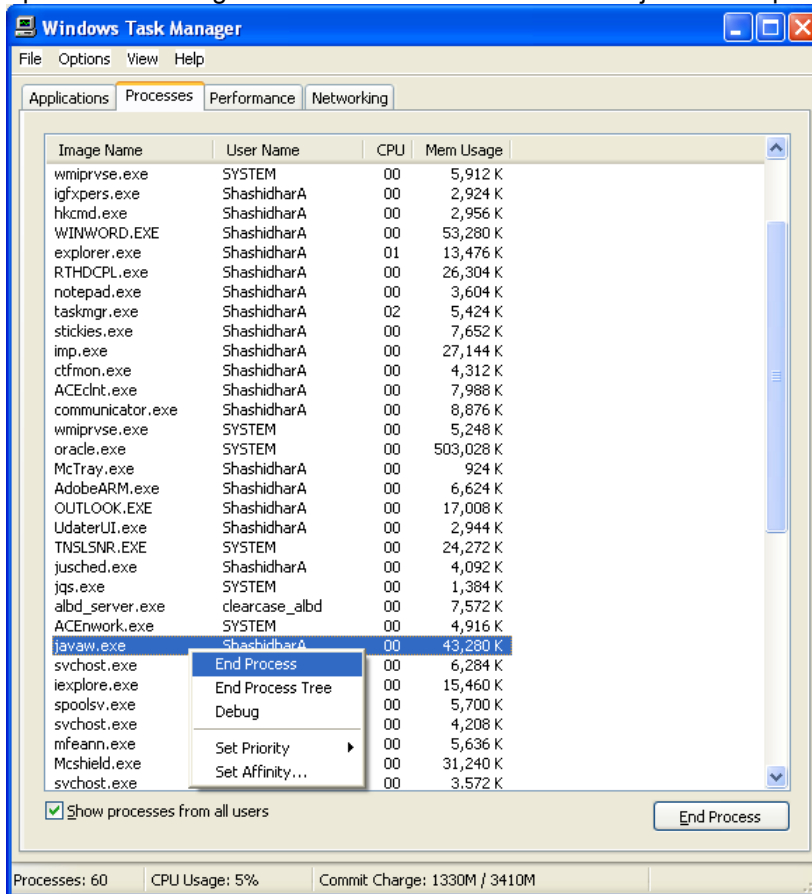 Windows Task Manager
File Options View Help
Applications Processes Performance Networking
Image Name User Name CPU Mem Usage
wmiprvse.exe SYSTEM 00 5,912 K
igfxpers.exe ShashidharA 00 2,924 K
hkcmd.exe ShashidharA 00 2,956 K
WINWORD.EXE ShashidharA 00 53,280 K
explorer.exe ShashidharA 01 13,476 K
RTHDCPL.exe ShashidharA 00 26,304 K
notepad.exe ShashidharA 00 3,604 K
taskmgr.exe ShashidharA 02 5,424 K
stickies.exe ShashidharA 00 7,652 K
imp.exe ShashidharA 00 27,144 K
ctfmon.exe ShashidharA 00 4,312 K
ACEclnt.exe ShashidharA 00 7,988 K
communicator.exe ShashidharA 00 8,876 K
wmiprvse.exe SYSTEM 00 5,248 K
oracle.exe SYSTEM 00 503,028 K
McTray.exe ShashidharA 00 924 K
AdobeARM.exe ShashidharA 00 6,624 K
OUTLOOK.EXE ShashidharA 00 17,008 K
UdaterUI.exe ShashidharA 00 2,944 K
TNSLSNR.EXE SYSTEM 00 24,272 K
jusched.exe ShashidharA 00 4,092 K
jqs.exe SYSTEM 00 1,384 K
albd_server.exe clearcase_albd 00 7,572 K
ACEnwork.exe SYSTEM 00 4,916 K
javaw.exe ShashidharA 00 43,280 K
svchost.exe 00 6,284 K
iexplore.exe 00 15,460 K
spoolsv.exe 00 5,700 K
svchost.exe 00 4,208 K
mfeann.exe 00 5,636 K
Mcshield.exe 00 31,240 K
svchost.exe 00 3,572 K
End Process
End Process Tree
Debug
Set Priority
Set Affinity...
Show processes from all users
End Process
Processes: 60 CPU Usage: 5% Commit Charge: 1330M / 3410M